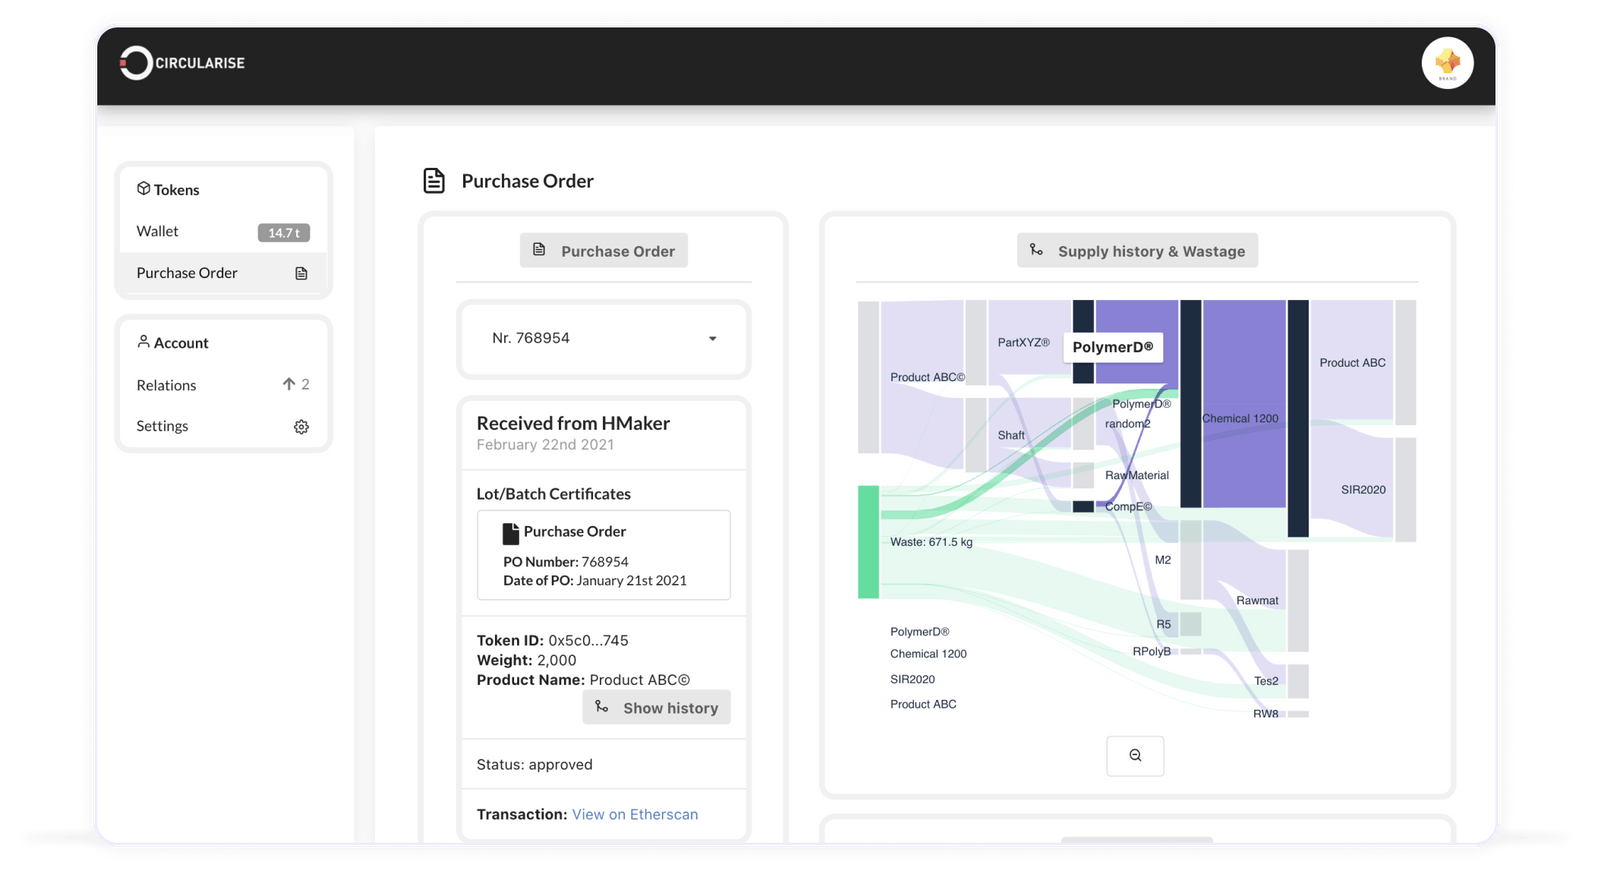 CIRCULARISE
BRAND
Tokens
Wallet
14.7 t
Purchase Order
Account
Relations
2
Settings
Purchase Order
Purchase Order
Nr. 768954
Received from HMaker
February 22nd 2021
Lot/Batch Certificates
Purchase Order
PO Number: 768954
Date of PO: January 21st 2021
Token ID: 0x5c0...745
Weight: 2,000
Product Name: Product ABC©
Show history
Status: approved
Transaction: View on Etherscan
Supply history & Wastage
PartXYZ®
PolymerD®
Product ABC
Product ABC©
PolymerD®
Chemical 1200
random2
Shaft
RawMaterial
SIR2020
CompE©
Waste: 671.5 kg
M2
Rawmat
R5
PolymerD®
RPolyB
Chemical 1200
SIR2020
Tes2
Product ABC
RW8